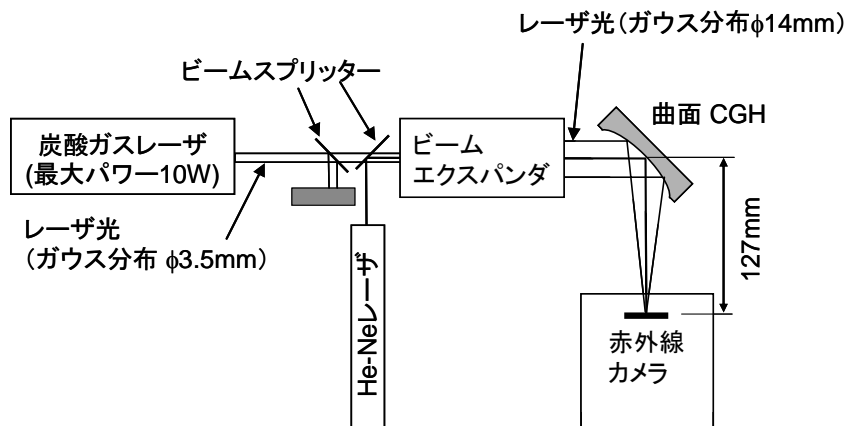 レーザ光(ガウス分布φ14mm)
ビームスプリッター
曲面 CGH
炭酸ガスレーザ
(最大パワー10W)
ビーム
エクスパンダ
レーザ光
(ガウス分布 φ3.5mm)
127mm
He-Neレーザ
赤外線
カメラ